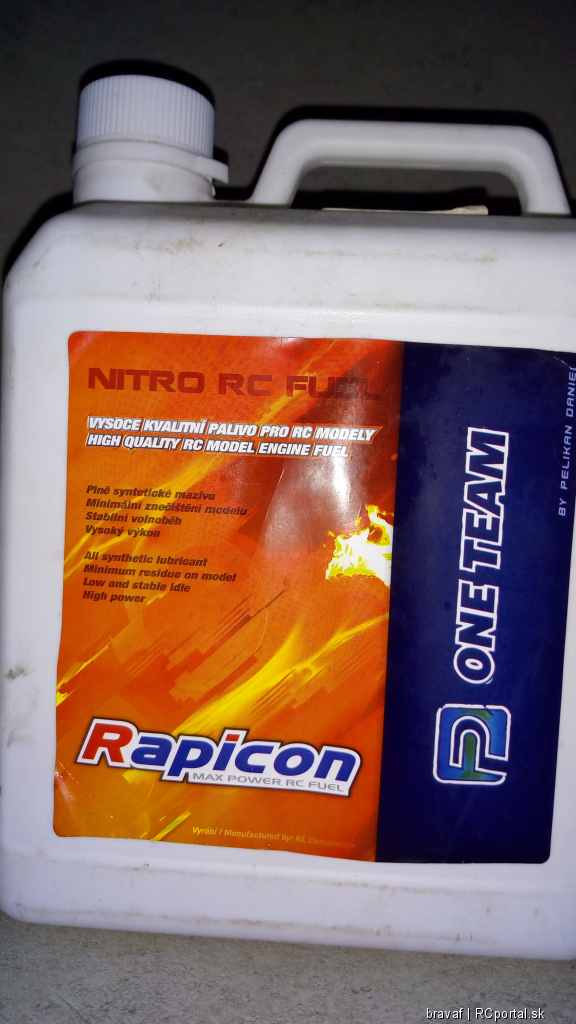 NITRO RC FUEL
VYSOCE KVALITNÍ PALIVO PRO RC MODELY
HIGH QUALITY RC MODEL ENGINE FUEL
Plně syntetické mazivo
Minimální znečištění modelu
Stabilní volnoběh
Vysoký výkon
All synthetic lubricant
Minimum residue on model
Low and stable idle
High power
Rapicon
MAX POWER RC FUEL
Vyrábí / Manufactured by: KL Corporation
ONE TEAM
BY PELIKAN DANIEL
bravaf | RCportal.sk